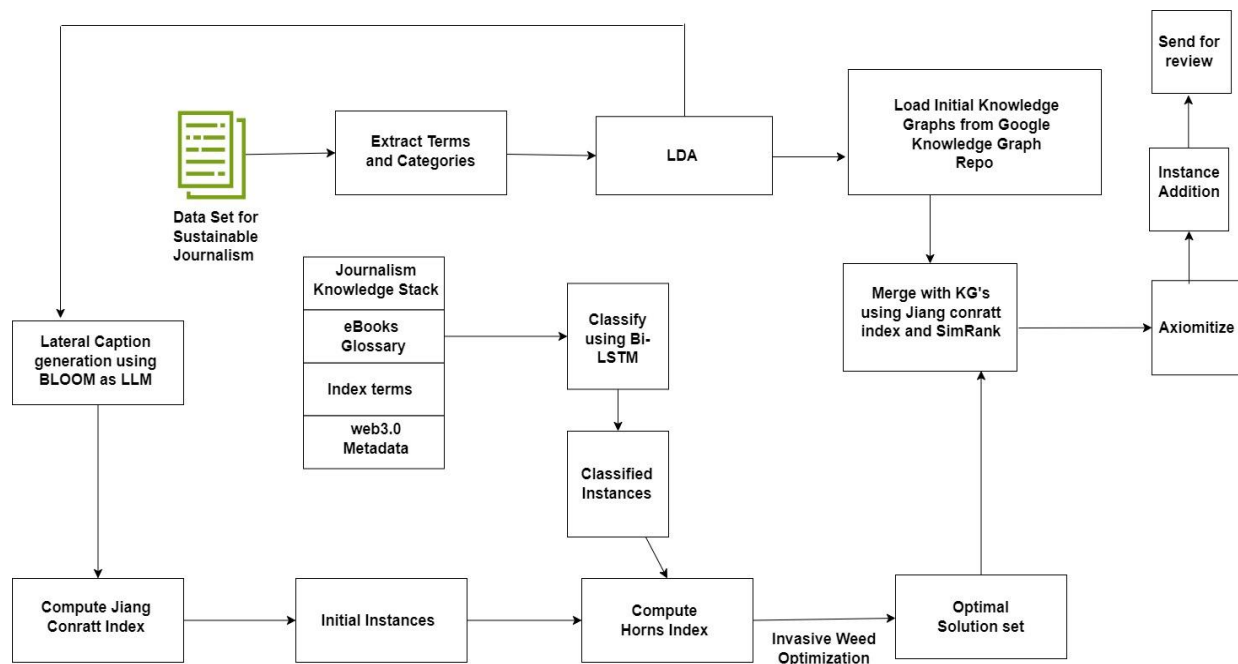 Send for
review
Load Initial Knowledge
Graphs from Google
Knowledge Graph
Repo
Extract Terms
and Categories
LDA
Instance
Addition
Data Set for
Sustainable
Journalism
Journalism
Knowledge Stack
eBooks
Glossary
Index terms
web3.0
Metadata
Classify
using Bi-
LSTM
Merge with KG's
using Jiang conratt
index and SimRank
Axiomitize
Lateral Caption
generation using
BLOOM as LLM
Classified
Instances
Compute Jiang
Conratt Index
Initial Instances
Compute
Horns Index
Invasive Weed
Optimization
Optimal
Solution set